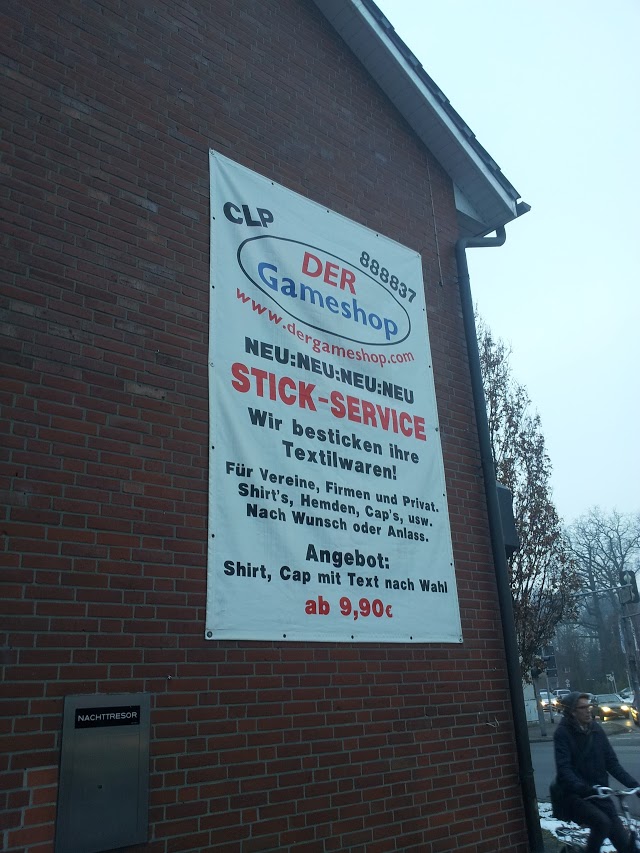 CLP
888837
DER
Gameshop
www.dergameshop.com
NEU:NEU:NEU:NEU
STICK-SERVICE
Wir besticken ihre
Textilwaren!
Für Vereine, Firmen und Privat.
Shirt's, Hemden, Cap's, usw.
Nach Wunsch oder Anlass.
Angebot:
Shirt, Cap mit Text nach Wahl
ab 9,90€
NACHTTRESOR